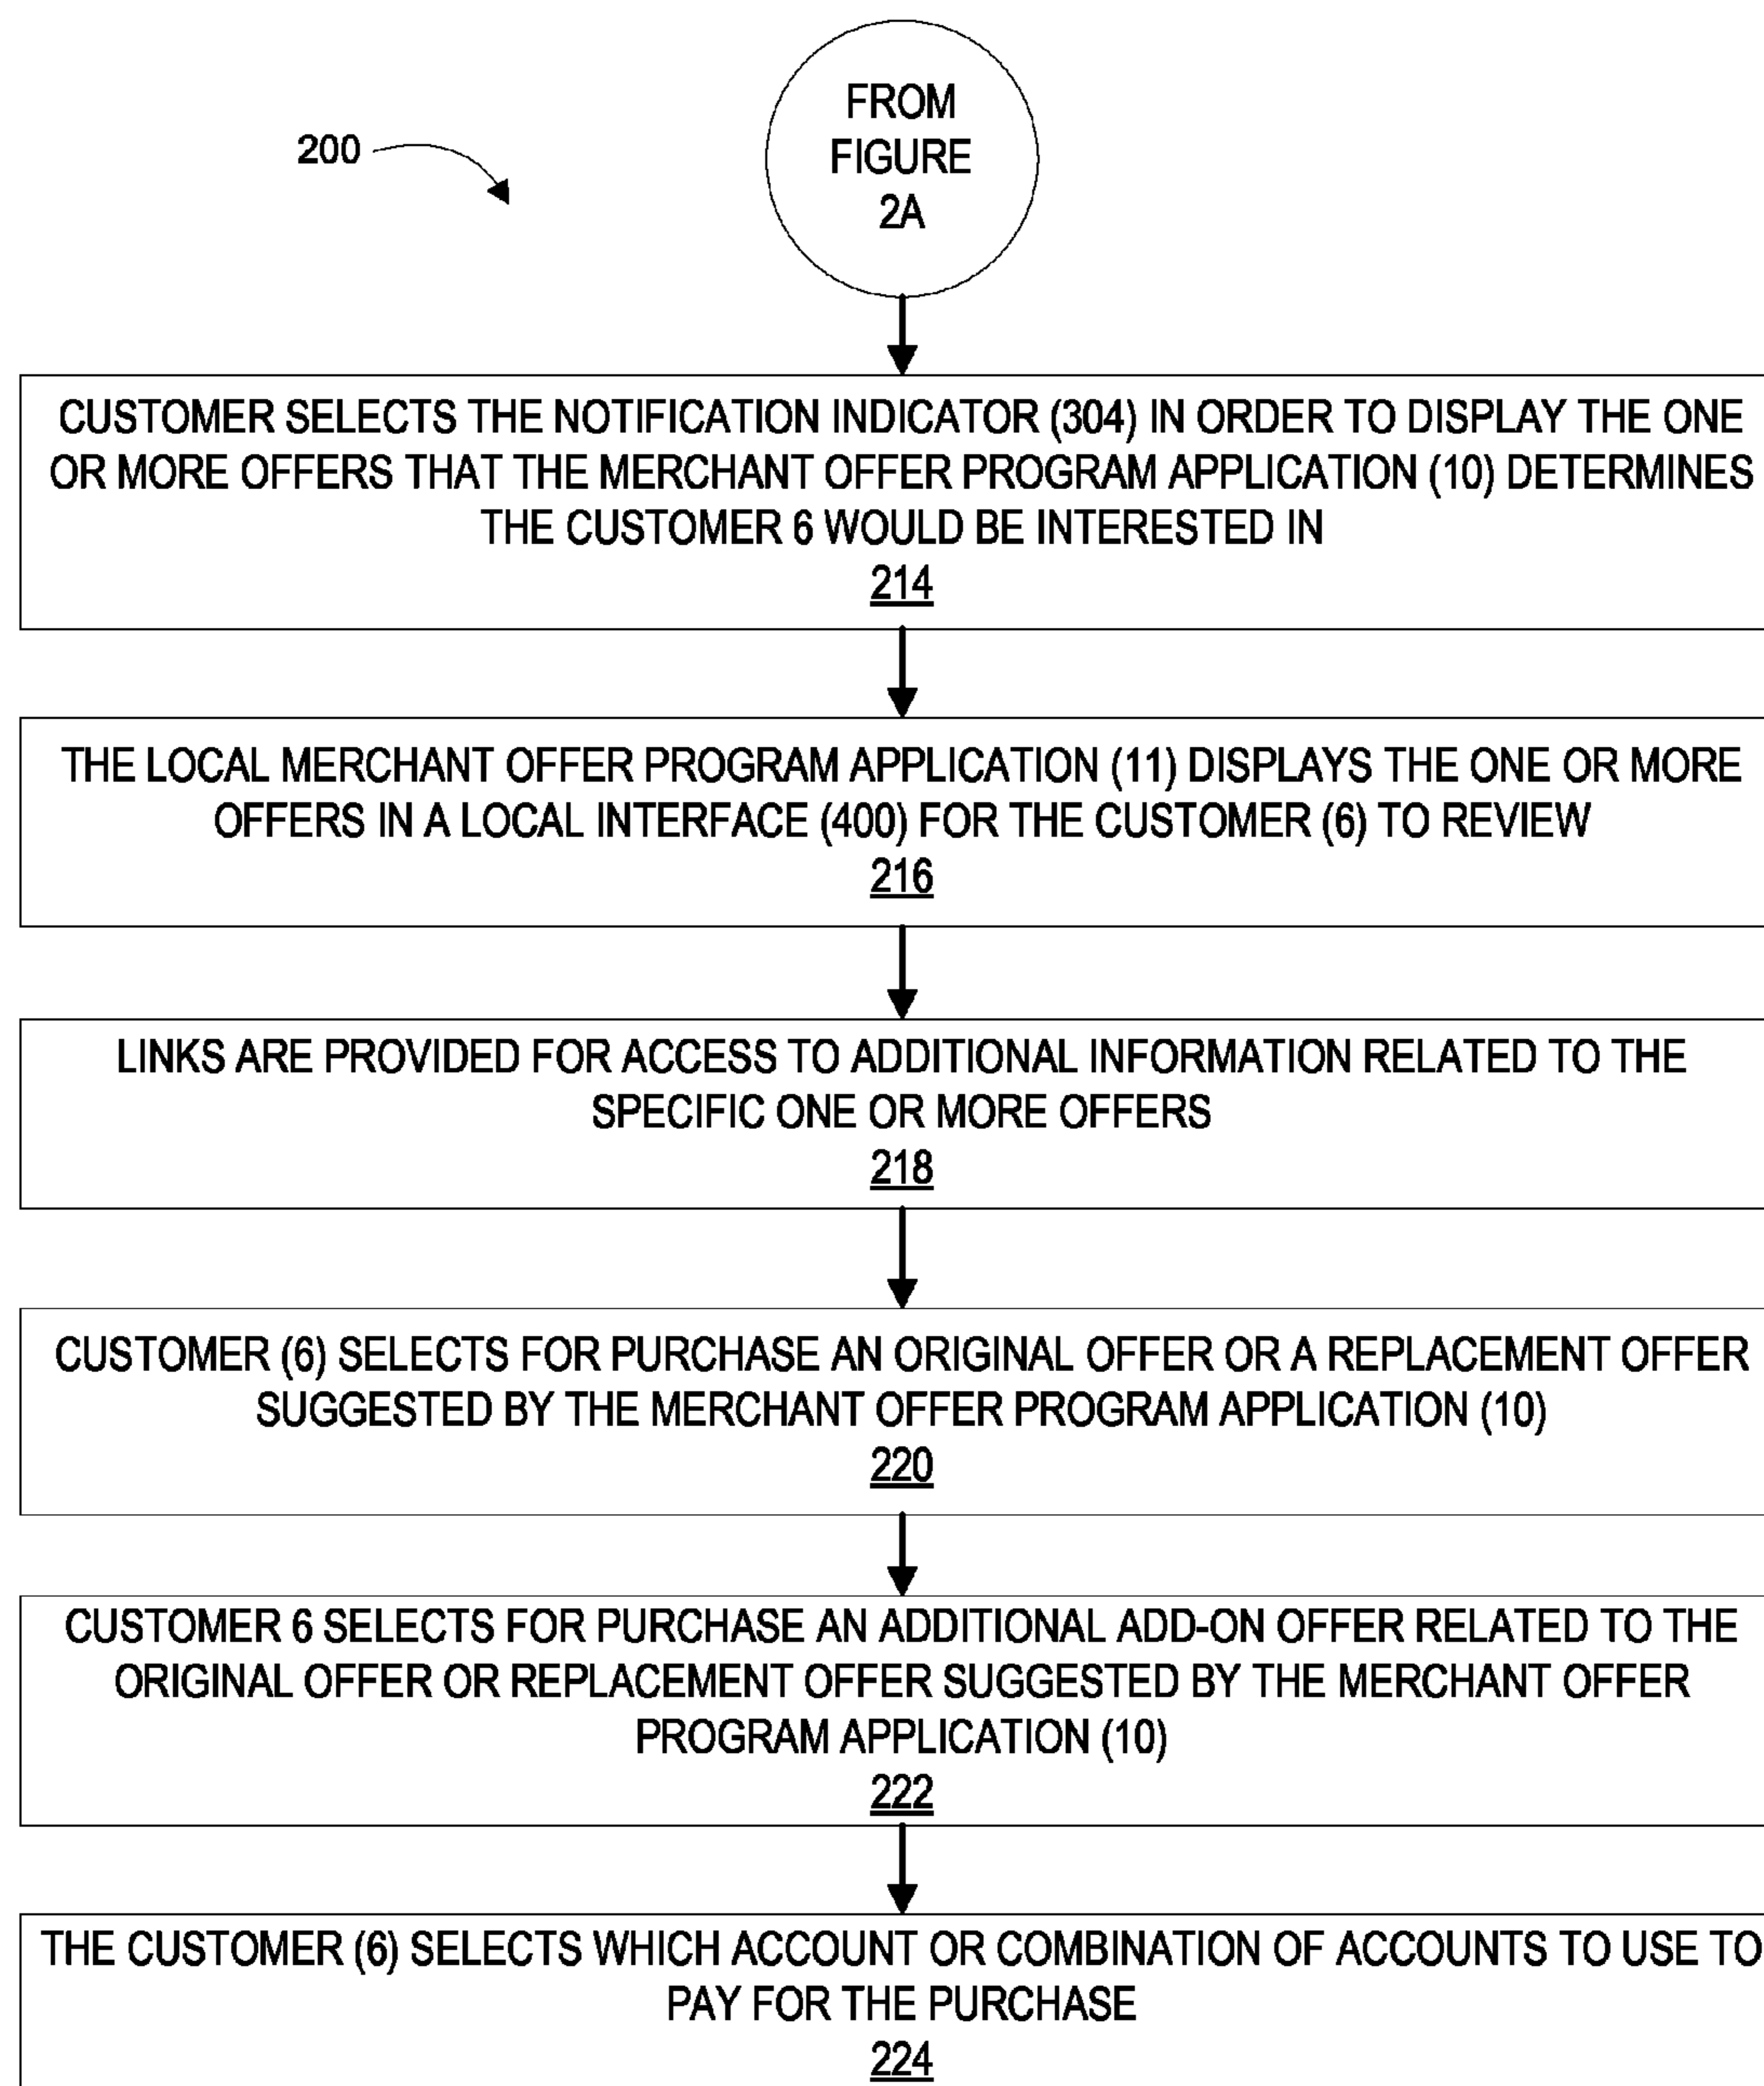 200
FROM
FIGURE
2A
CUSTOMER SELECTS THE NOTIFICATION INDICATOR (304) IN ORDER TO DISPLAY THE ONE
OR MORE OFFERS THAT THE MERCHANT OFFER PROGRAM APPLICATION (10) DETERMINES
THE CUSTOMER 6 WOULD BE INTERESTED IN
214
THE LOCAL MERCHANT OFFER PROGRAM APPLICATION (11) DISPLAYS THE ONE OR MORE
OFFERS IN A LOCAL INTERFACE (400) FOR THE CUSTOMER (6) TO REVIEW
216
LINKS ARE PROVIDED FOR ACCESS TO ADDITIONAL INFORMATION RELATED TO THE
SPECIFIC ONE OR MORE OFFERS
218
CUSTOMER (6) SELECTS FOR PURCHASE AN ORIGINAL OFFER OR A REPLACEMENT OFFER
SUGGESTED BY THE MERCHANT OFFER PROGRAM APPLICATION (10)
220
CUSTOMER 6 SELECTS FOR PURCHASE AN ADDITIONAL ADD-ON OFFER RELATED TO THE
ORIGINAL OFFER OR REPLACEMENT OFFER SUGGESTED BY THE MERCHANT OFFER
PROGRAM APPLICATION (10)
222
THE CUSTOMER (6) SELECTS WHICH ACCOUNT OR COMBINATION OF ACCOUNTS TO USE TO
PAY FOR THE PURCHASE
224